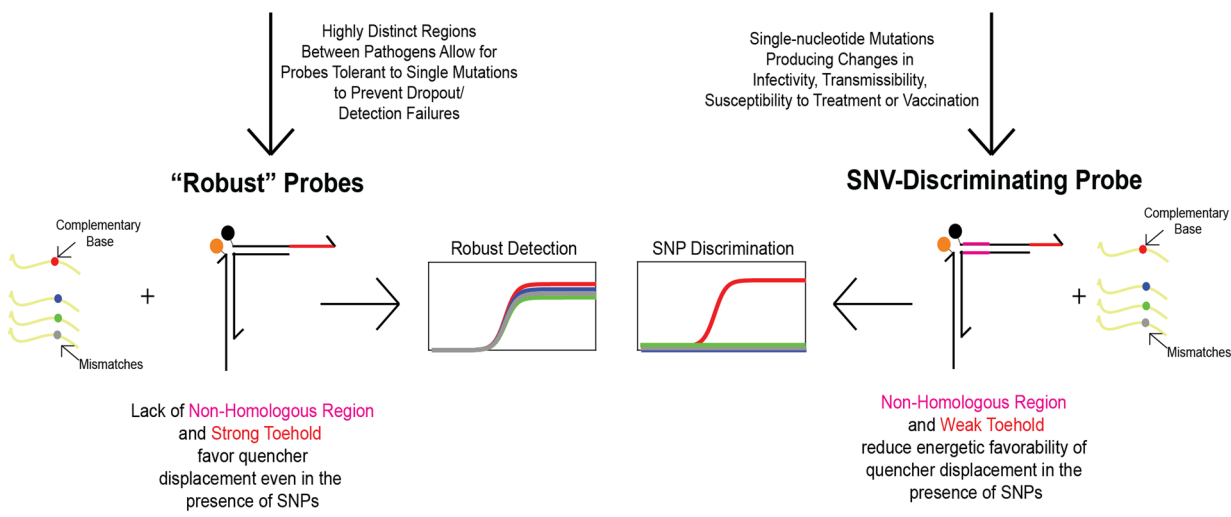 Highly Distinct Regions
Between Pathogens Allow for
Probes Tolerant to Single Mutations
to Prevent Dropout/
Detection Failures
“Robust” Probes
Complementary
Base
+
Mismatches
Robust Detection
Lack of Non-Homologous Region
and Strong Toehold
favor quencher
displacement even in the
presence of SNPs
Single-nucleotide Mutations
Producing Changes in
Infectivity, Transmissibility,
Susceptibility to Treatment or Vaccination
SNV-Discriminating Probe
SNP Discrimination
+
Complementary
Base
Mismatches
Non-Homologous Region
and Weak Toehold
reduce energetic favorability of
quencher displacement in the
presence of SNPs